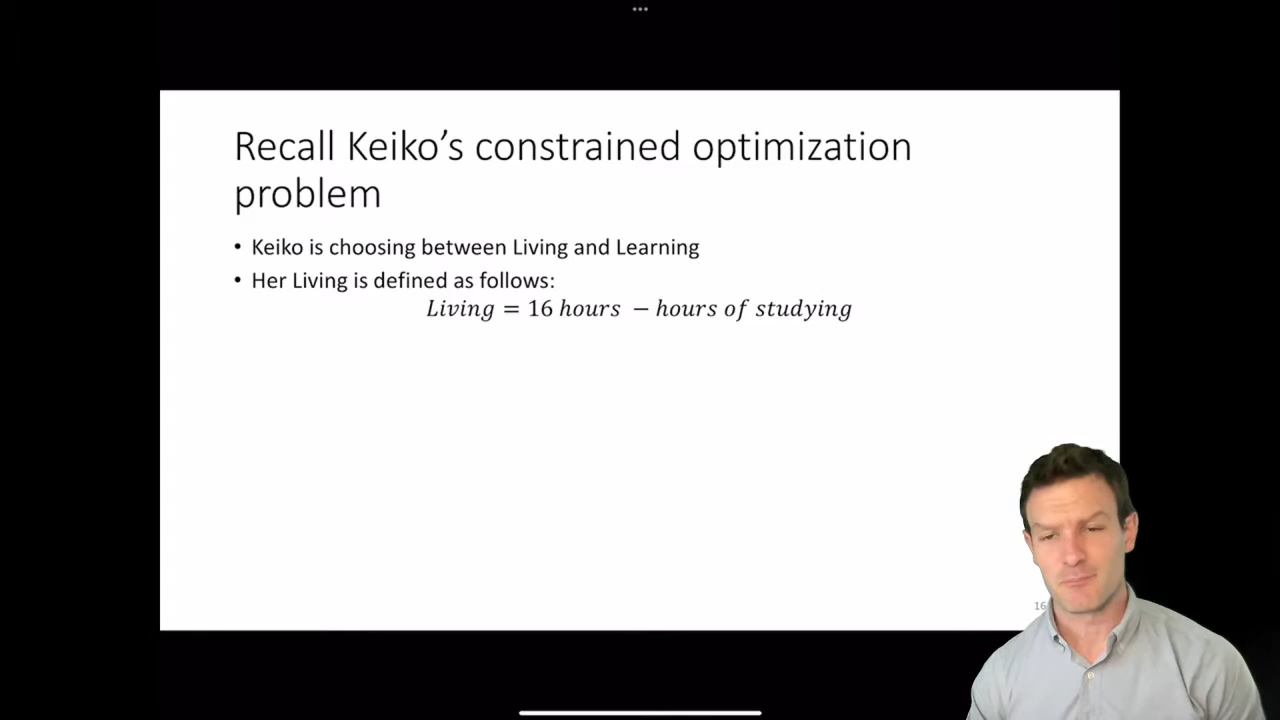 Recall Keiko’s constrained optimization
problem
• Keiko is choosing between Living and Learning
• Her Living is defined as follows:
Living = 16 hours − hours of studying
16